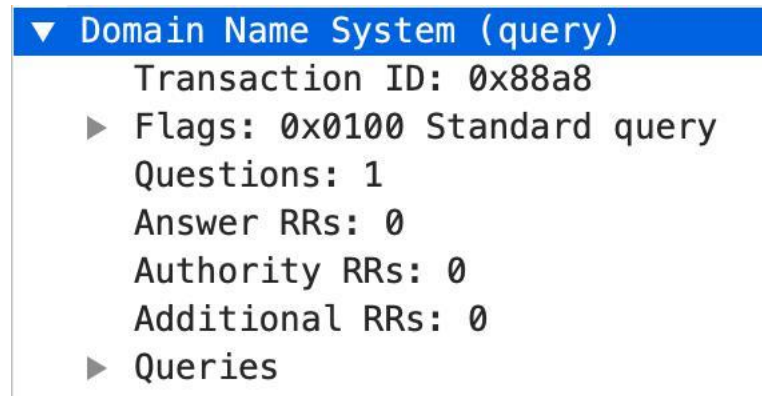 Domain Name System (query)
Transaction ID: 0x88a8
Flags: 0x0100 Standard query
Questions: 1
Answer RRs: 0
Authority RRs: 0
Additional RRs: 0
Queries